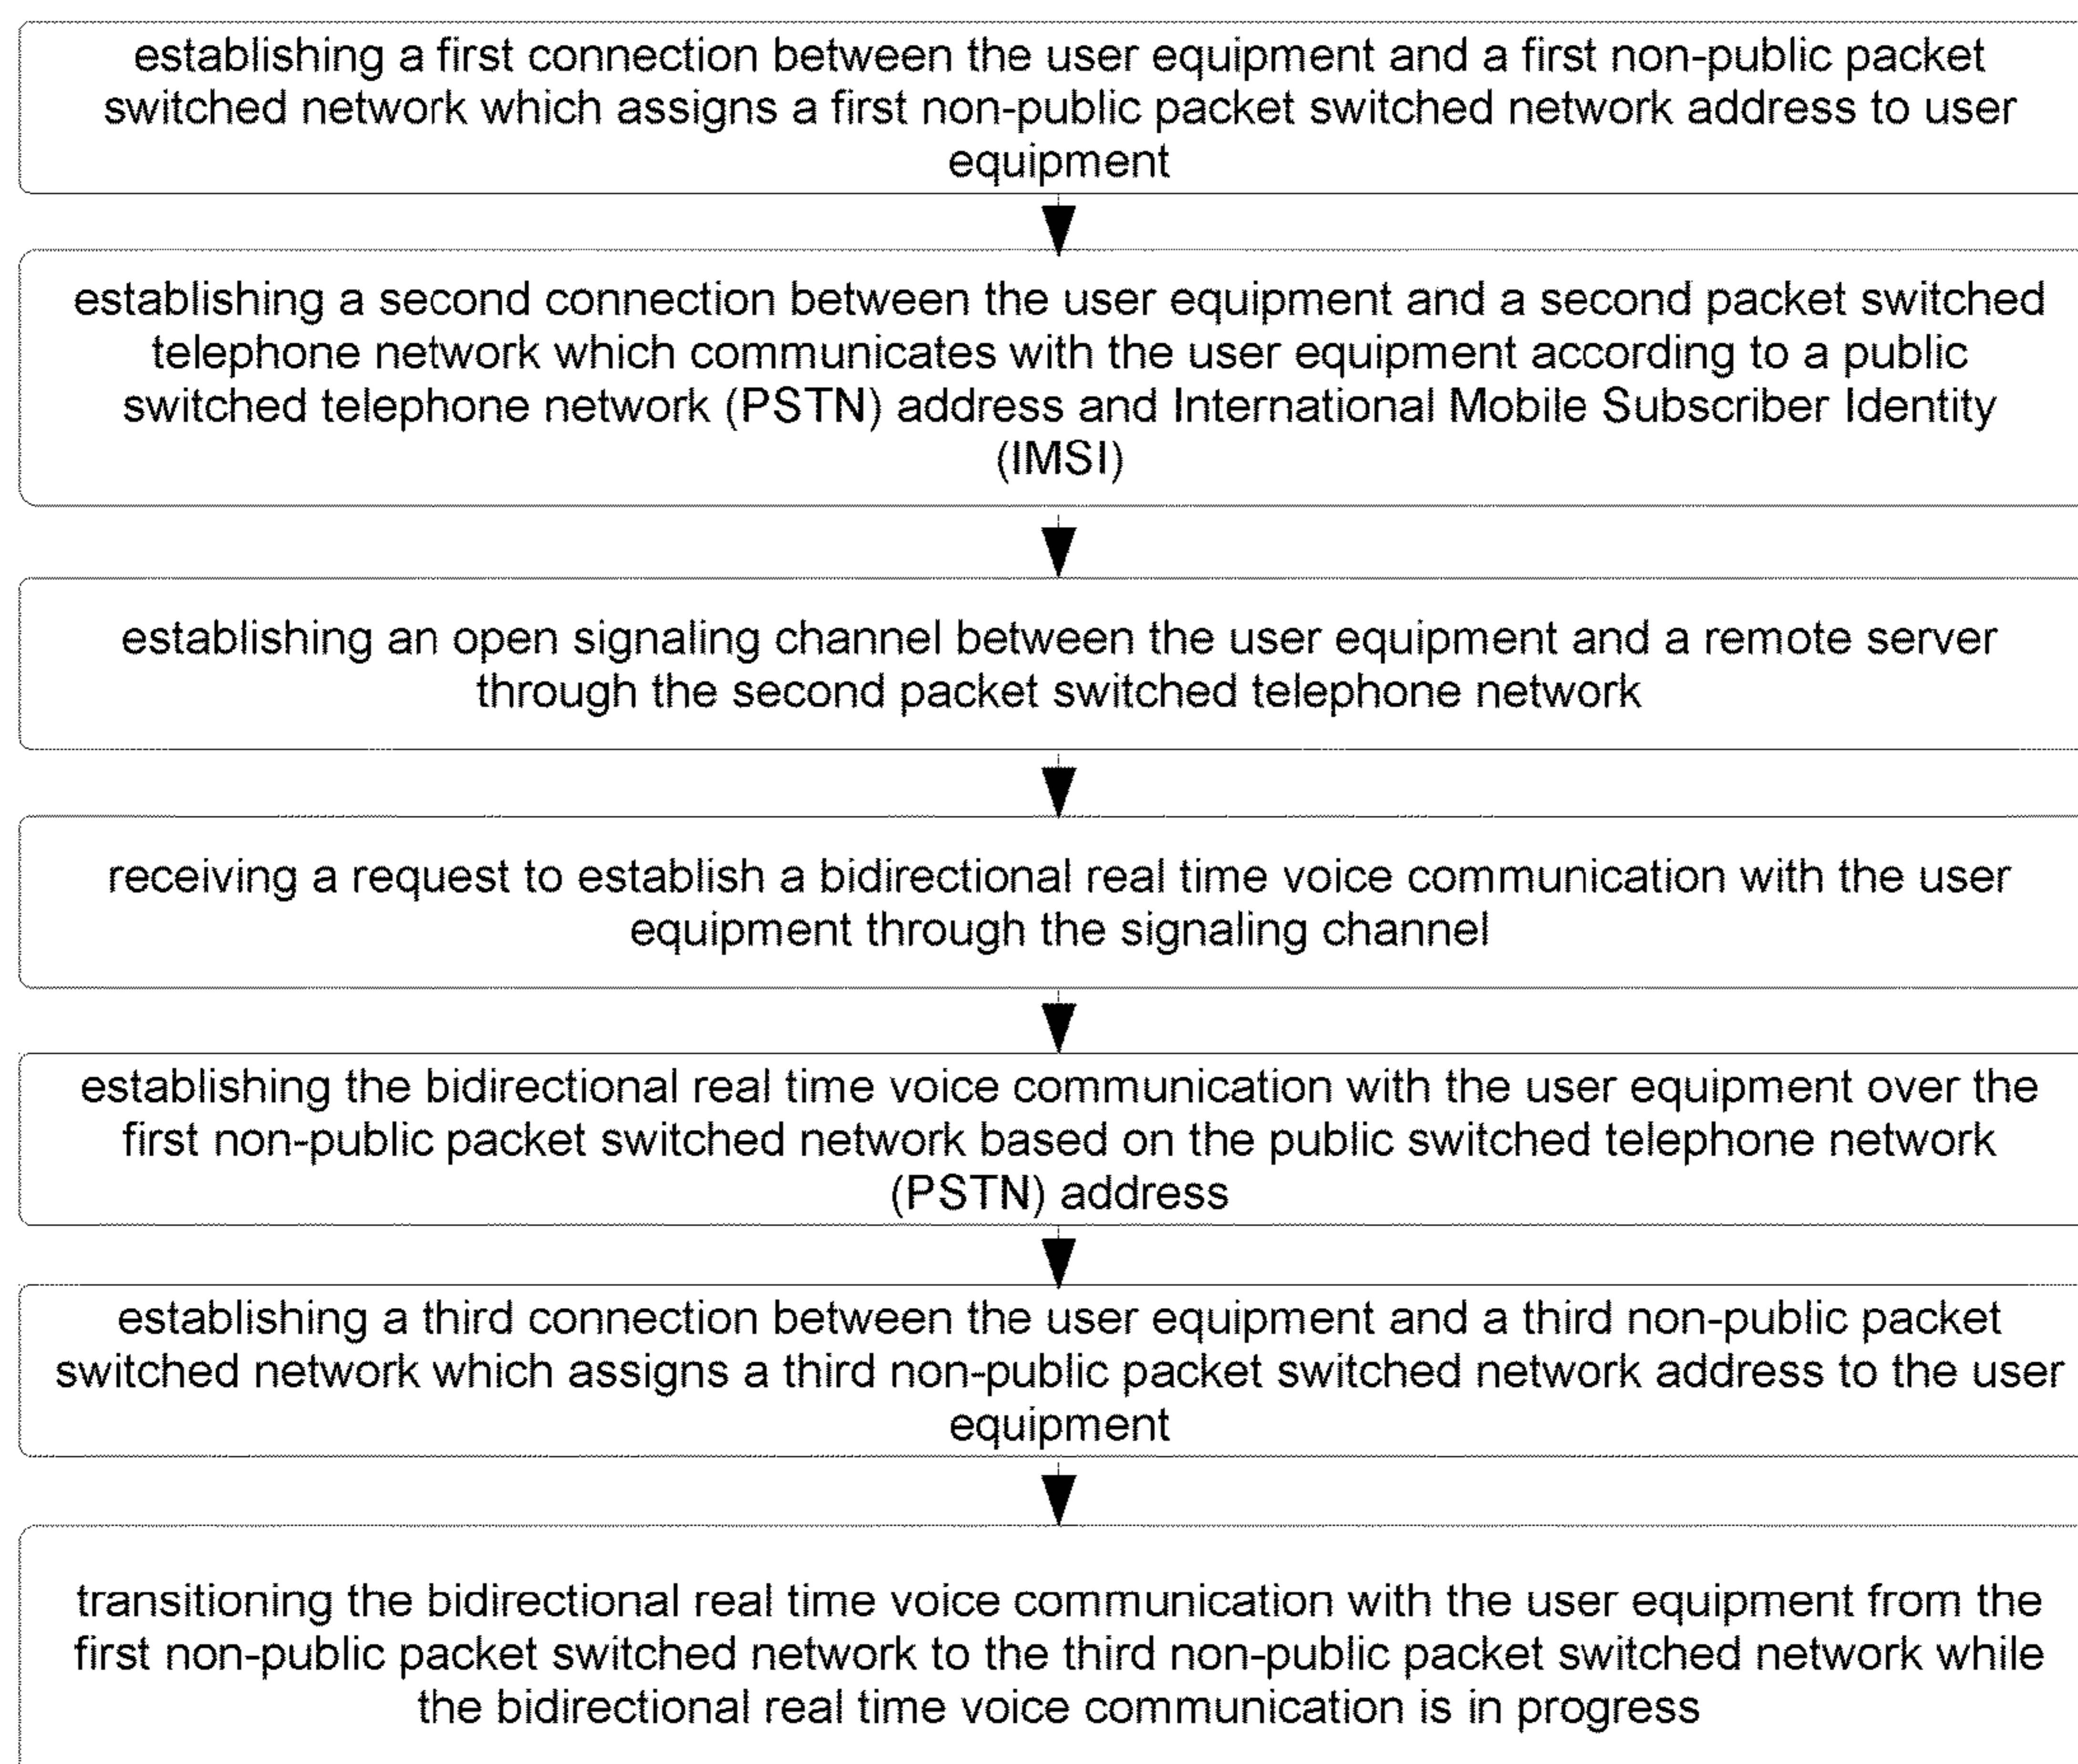 establishing a first connection between the user equipment and a first non-public packet
switched network which assigns a first non-public packet switched network address to user
equipment
establishing a second connection between the user equipment and a second packet switched
telephone network which communicates with the user equipment according to a public
switched telephone network (PSTN) address and International Mobile Subscriber Identity
(IMSI)
establishing an open signaling channel between the user equipment and a remote server
through the second packet switched telephone network
receiving a request to establish a bidirectional real time voice communication with the user
equipment through the signaling channel
establishing the bidirectional real time voice communication with the user equipment over the
first non-public packet switched network based on the public switched telephone network
(PSTN) address
establishing a third connection between the user equipment and a third non-public packet
switched network which assigns a third non-public packet switched network address to the user
equipment
transitioning the bidirectional real time voice communication with the user equipment from the
first non-public packet switched network to the third non-public packet switched network while
the bidirectional real time voice communication is in progress